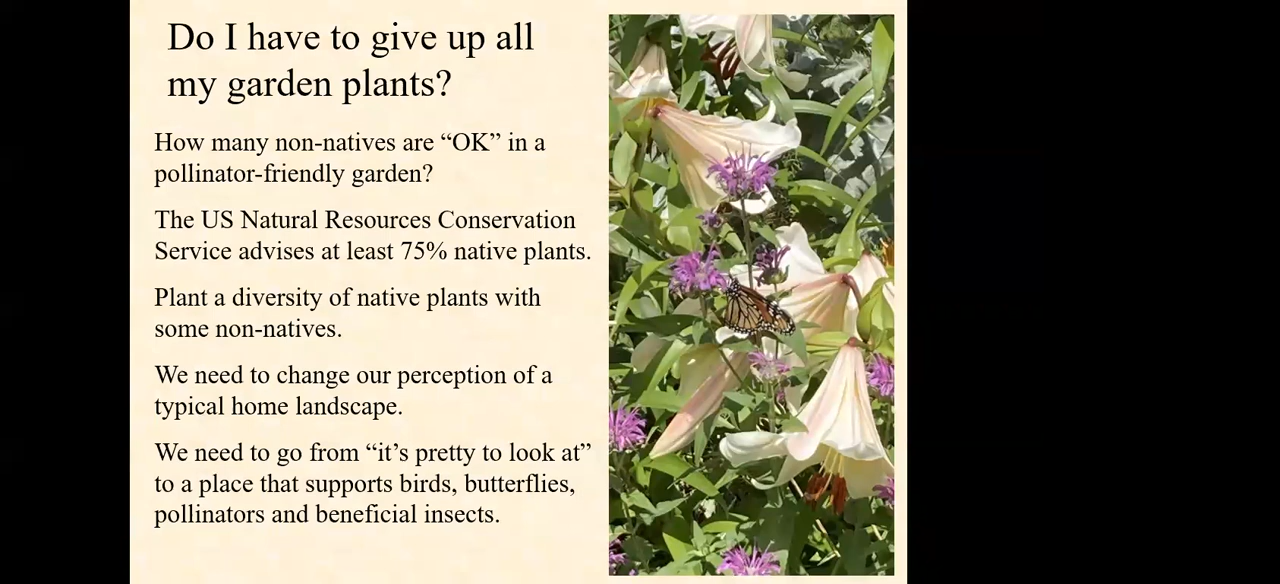 Do I have to give up all
my garden plants?
How many non-natives are “OK” in a
pollinator-friendly garden?
The US Natural Resources Conservation
Service advises at least 75% native plants.
Plant a diversity of native plants with
some non-natives.
We need to change our perception of a
typical home landscape.
We need to go from “it’s pretty to look at”
to a place that supports birds, butterflies,
pollinators and beneficial insects.